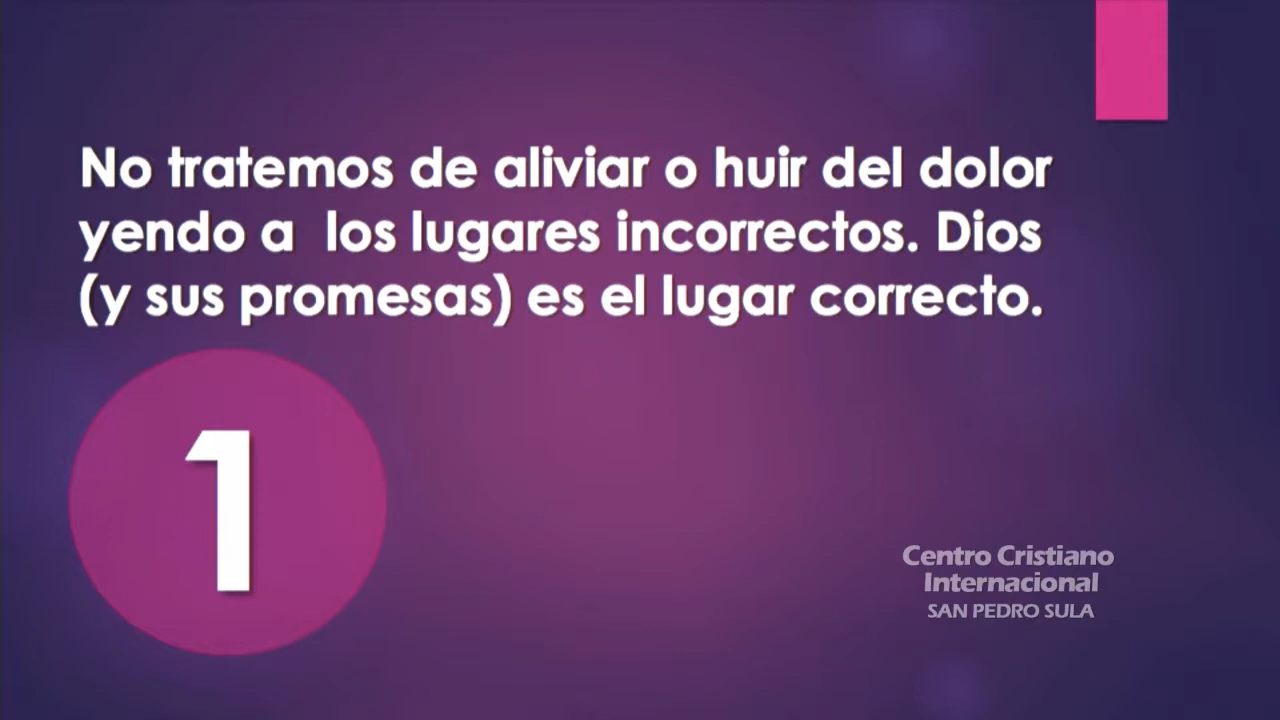 No tratemos de aliviar o huir del dolor
yendo a  los lugares incorrectos. Dios
(y sus promesas) es el lugar correcto.
1
Centro Cristiano
Internacional
SAN PEDRO SULA